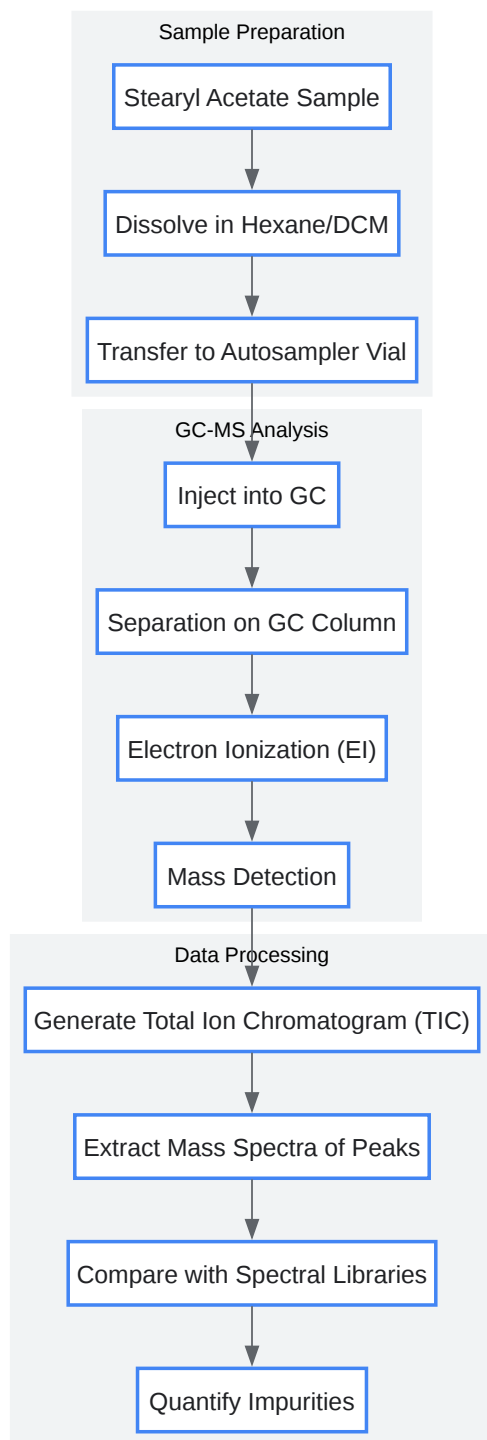 Sample Preparation
Stearyl Acetate Sample
Dissolve in Hexane/DCM
Transfer to Autosampler Vial
GC-MS Analysis
Inject into GC
Separation on GC Column
Electron Ionization (EI)
Mass Detection
Data Processing
Generate Total Ion Chromatogram (TIC)
Extract Mass Spectra of Peaks
Compare with Spectral Libraries
Quantify Impurities